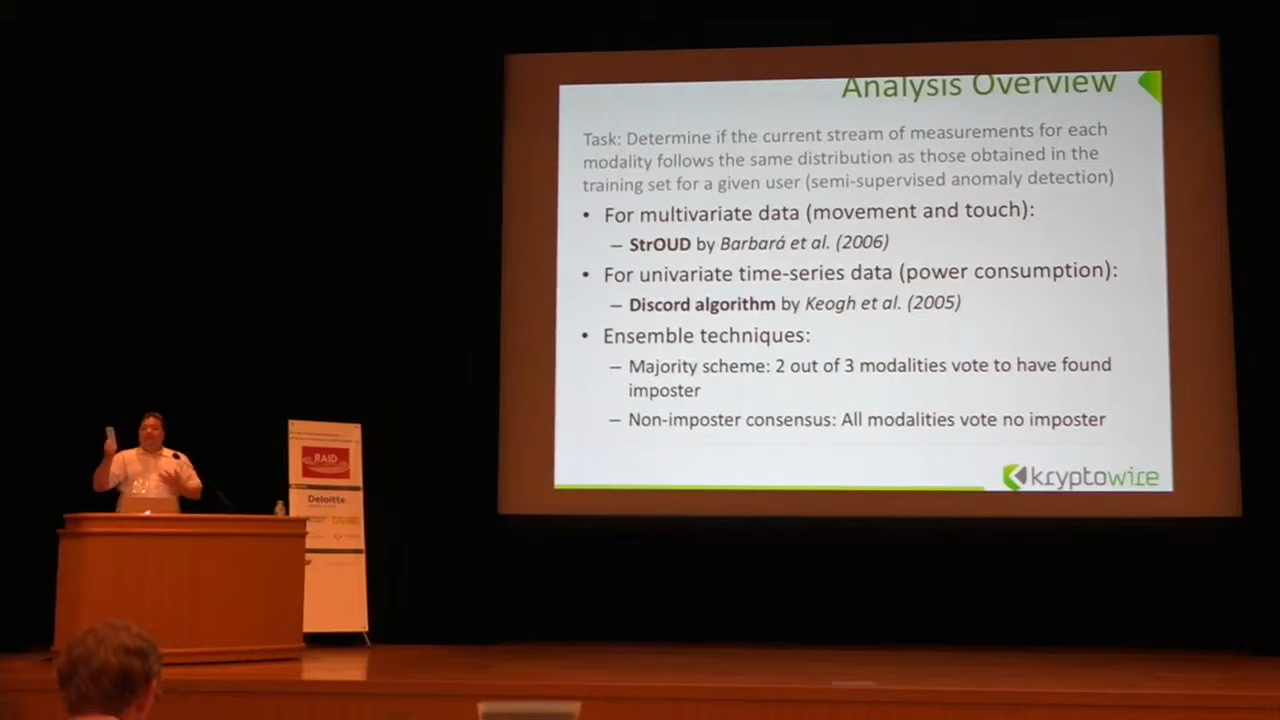 Analysis Overview
Task: Determine if the current stream of measurements for each
modality follows the same distribution as those obtained in the
training set for a given user (semi-supervised anomaly detection)
• For multivariate data (movement and touch):
– StrOUD by Barbará et al. (2006)
• For univariate time-series data (power consumption):
– Discord algorithm by Keogh et al. (2005)
• Ensemble techniques:
– Majority scheme: 2 out of 3 modalities vote to have found
imposter
– Non-imposter consensus: All modalities vote no imposter
kryptowire
RAID
Deloitte